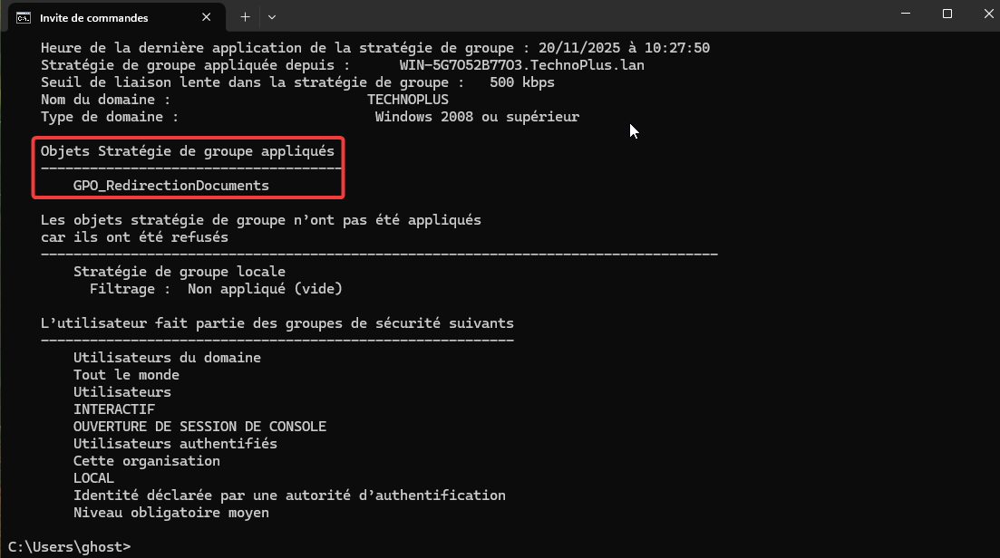 Invite de commandes
Heure de la dernière application de la stratégie de groupe : 20/11/2025 à 10:27:50
Stratégie de groupe appliquée depuis :      WIN-5G7O52B77O3.TechnoPlus.lan
Seuil de liaison lente dans la stratégie de groupe :   500 kbps
Nom du domaine :                        TECHNOPLUS
Type de domaine :                        Windows 2008 ou supérieur
Objets Stratégie de groupe appliqués
-------------------------------------
GPO_RedirectionDocuments
Les objets stratégie de groupe n’ont pas été appliqués
car ils ont été refusés
-----------------------------------------------------------------------------------
Stratégie de groupe locale
Filtrage :  Non appliqué (vide)
L’utilisateur fait partie des groupes de sécurité suivants
----------------------------------------------------------
Utilisateurs du domaine
Tout le monde
Utilisateurs
INTERACTIF
OUVERTURE DE SESSION DE CONSOLE
Utilisateurs authentifiés
Cette organisation
LOCAL
Identité déclarée par une autorité d’authentification
Niveau obligatoire moyen
C:\Users\ghost>